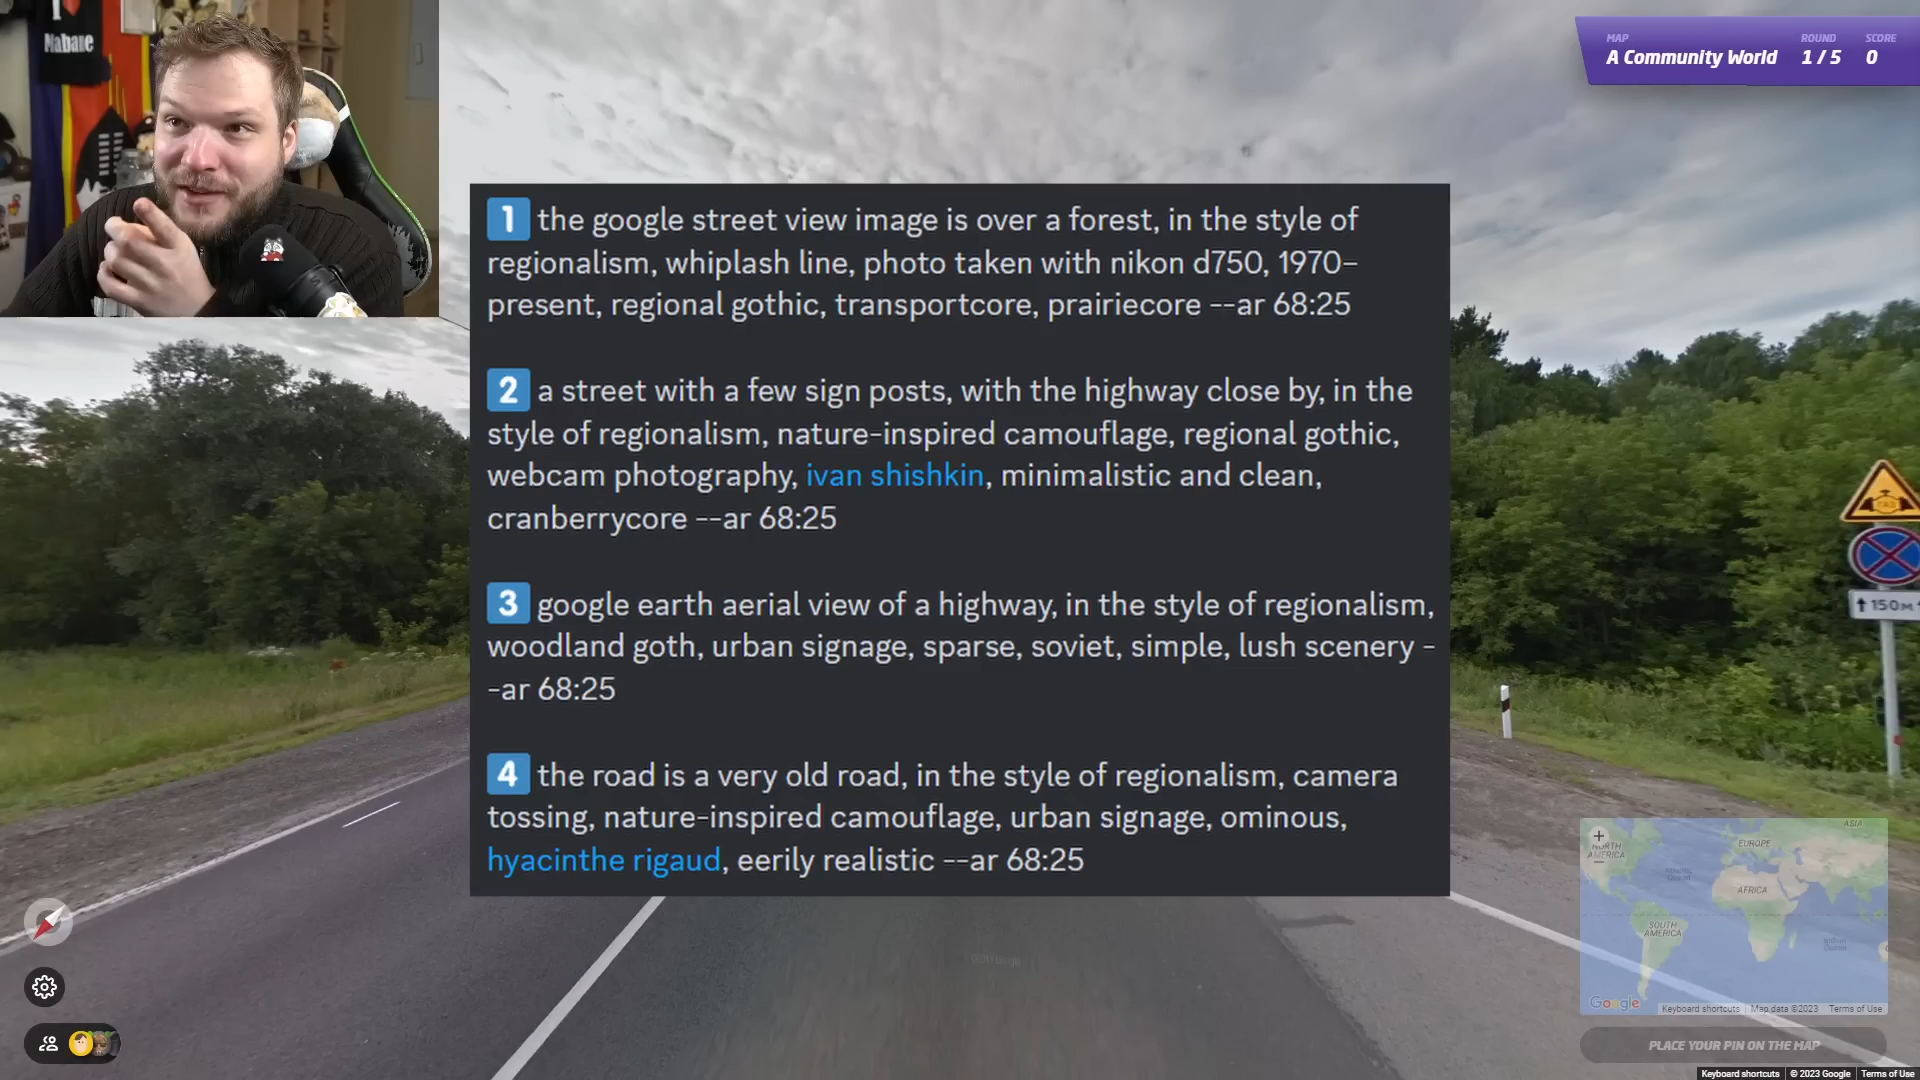 I
Mabane
MAP
ROUND
SCORE
A Community World
1 / 5
0
1 the google street view image is over a forest, in the style of
regionalism, whiplash line, photo taken with nikon d750, 1970–
present, regional gothic, transportcore, prairiecore --ar 68:25
2 a street with a few sign posts, with the highway close by, in the
style of regionalism, nature-inspired camouflage, regional gothic,
webcam photography, ivan shishkin, minimalistic and clean,
cranberrycore --ar 68:25
3 google earth aerial view of a highway, in the style of regionalism,
woodland goth, urban signage, sparse, soviet, simple, lush scenery -
-ar 68:25
4 the road is a very old road, in the style of regionalism, camera
tossing, nature-inspired camouflage, urban signage, ominous,
hyacinthe rigaud, eerily realistic --ar 68:25
ГАЗ
150м
ASIA
NORTH
AMERICA
EUROPE
AFRICA
SOUTH
AMERICA
Google
Keyboard shortcuts
Map data ©2023
Terms of Use
PLACE YOUR PIN ON THE MAP
Keyboard shortcuts
© 2023 Google
Terms of Use